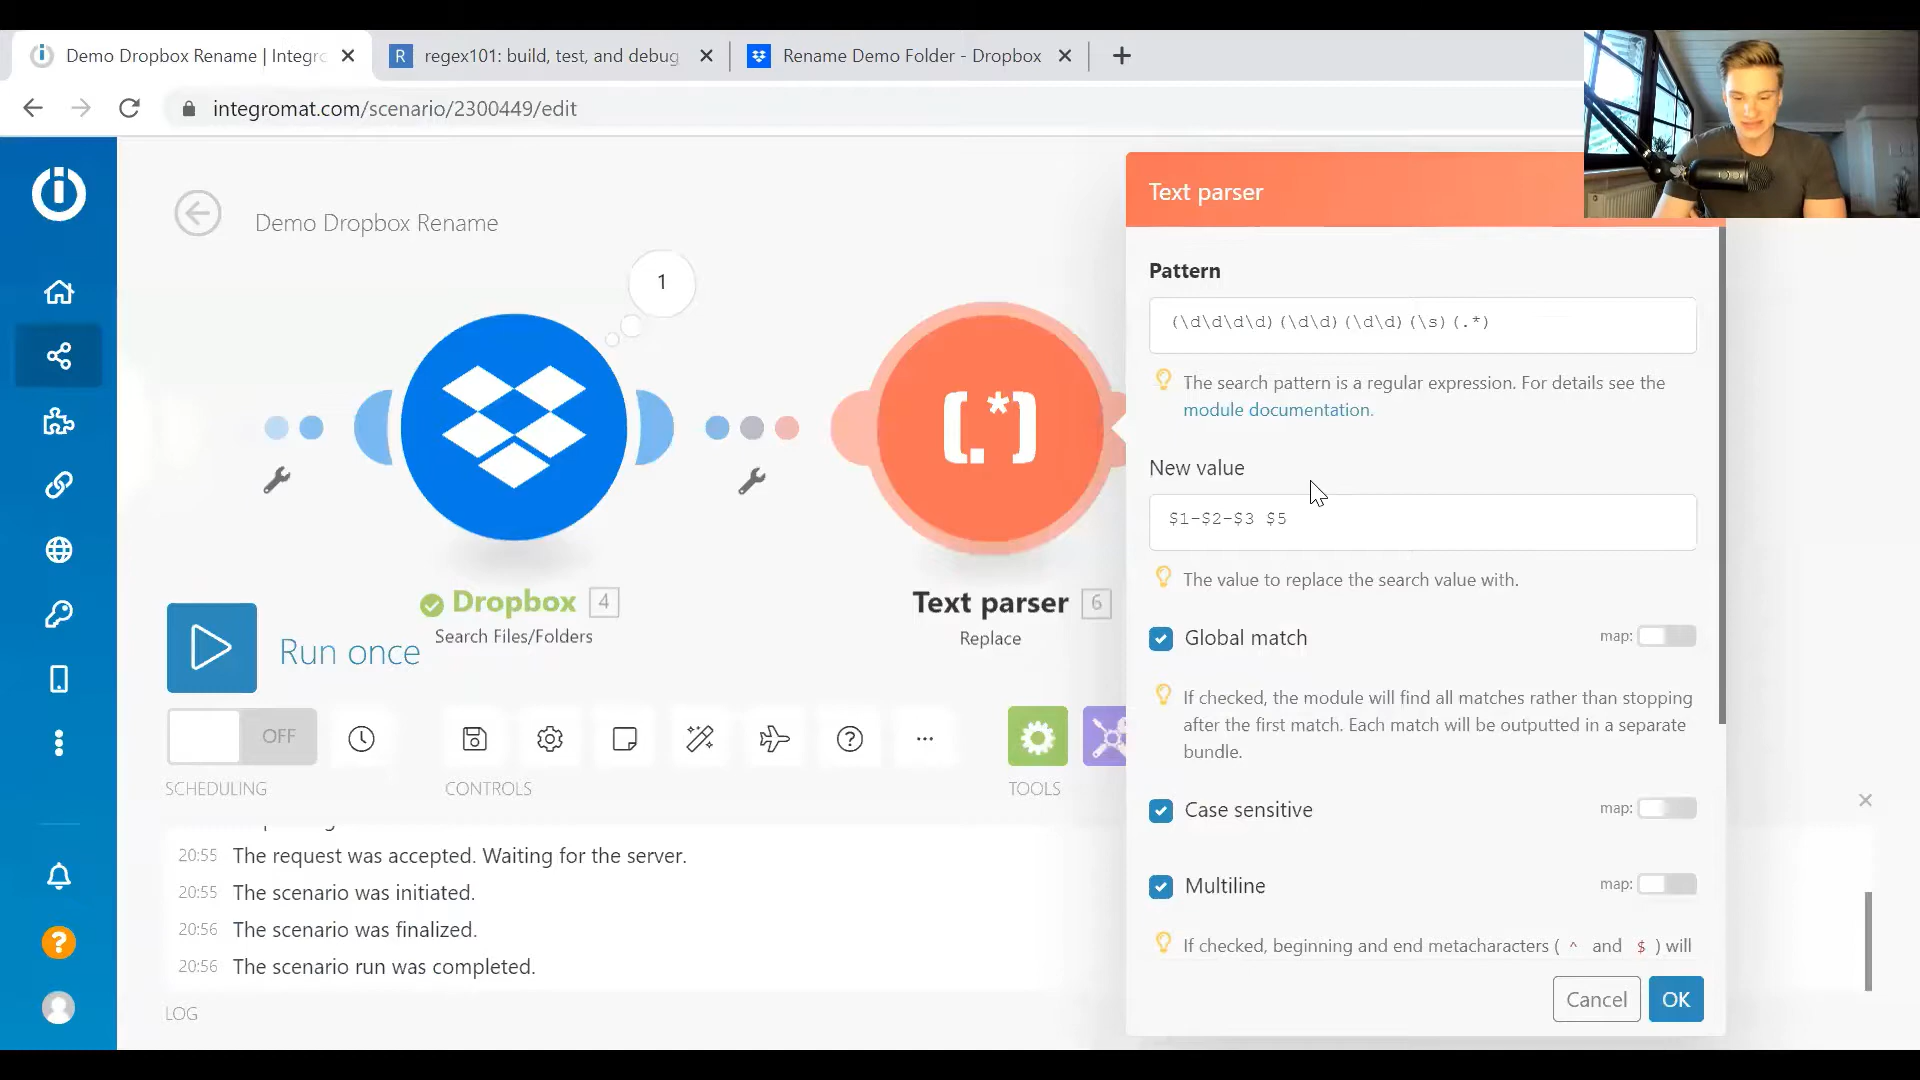 Demo Dropbox Rename | Integro
R regex101: build, test, and debug
Rename Demo Folder - Dropbox
integromat.com/scenario/2300449/edit
Demo Dropbox Rename
1
Text parser
Pattern
(\d\d\d\d)(\d\d)(\d\d)(\s)(.*)
The search pattern is a regular expression. For details see the
module documentation.
New value
$1-$2-$3 $5
The value to replace the search value with.
Dropbox 4
Search Files/Folders
Text parser 6
Replace
Run once
Global match
map:
If checked, the module will find all matches rather than stopping
after the first match. Each match will be outputted in a separate
bundle.
OFF
SCHEDULING
CONTROLS
TOOLS
Case sensitive
map:
Multiline
map:
If checked, beginning and end metacharacters ( ^ and $ ) will
20:55 The request was accepted. Waiting for the server.
20:55 The scenario was initiated.
20:56 The scenario was finalized.
20:56 The scenario run was completed.
LOG
Cancel
OK